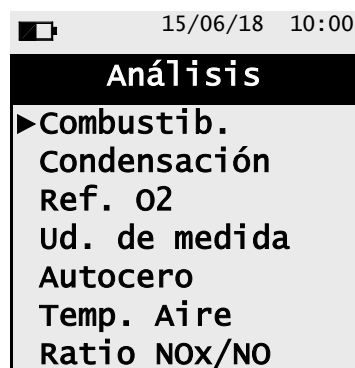 15/06/18 10:00
Análisis
►Combustib.
Condensación
Ref. O2
Ud. de medida
Autocero
Temp. Aire
Ratio NOx/NO